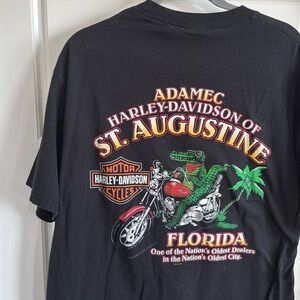 ADAMEC
HARLEY-DAVIDSON OF
ST. AUGUSTINE
MOTOR
HARLEY-DAVIDSON
CYCLES
FLORIDA
One of the Nation's Oldest Dealers
in the Nation's Oldest City.